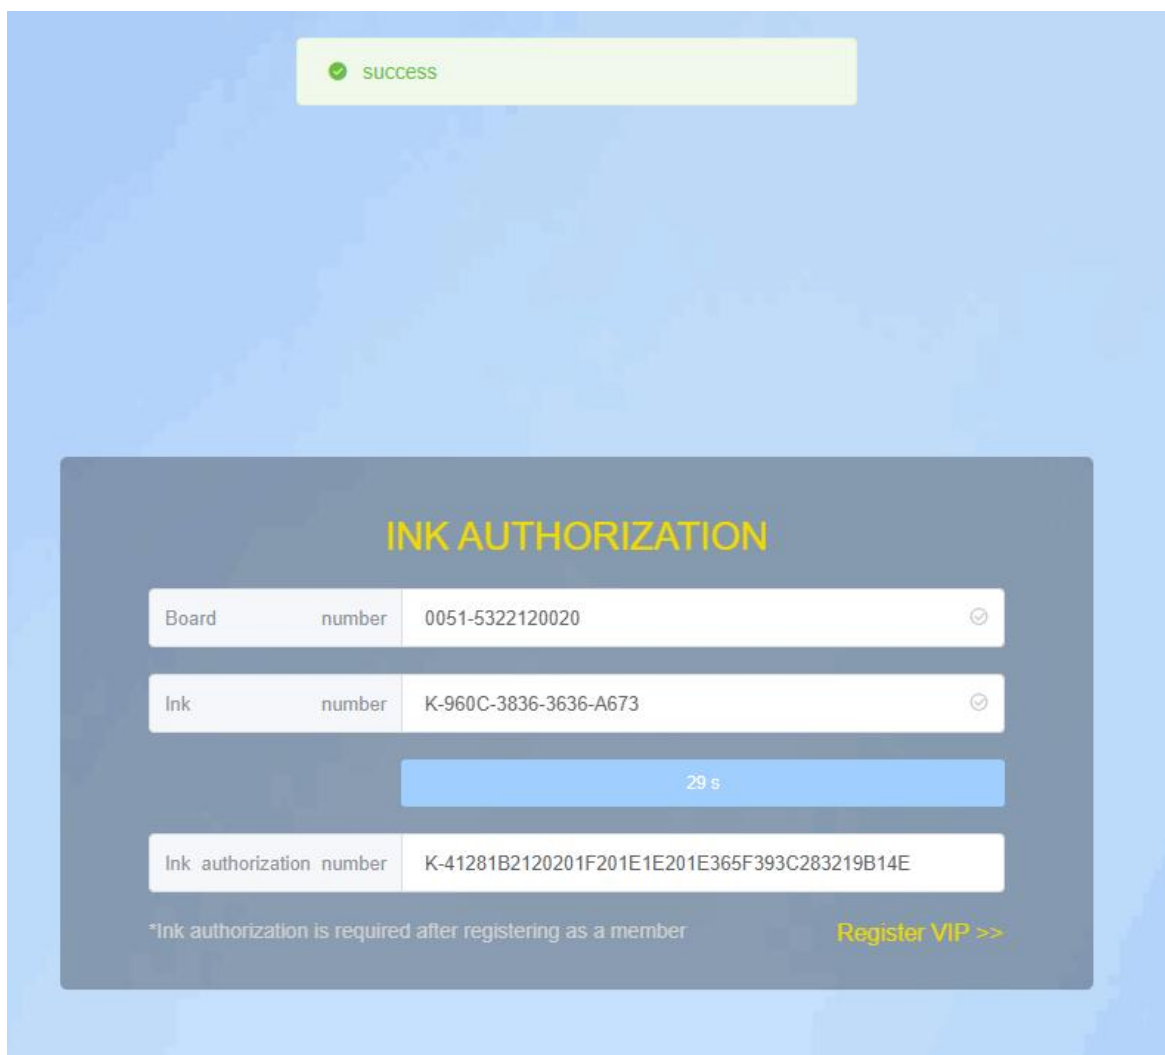 success
INK AUTHORIZATION
Board number 0051-5322120020
Ink number K-960C-3836-3636-A673
29 s
Ink authorization number K-41281B2120201F201E1E201E365F393C283219B14E
*Ink authorization is required after registering as a member Register VIP >>